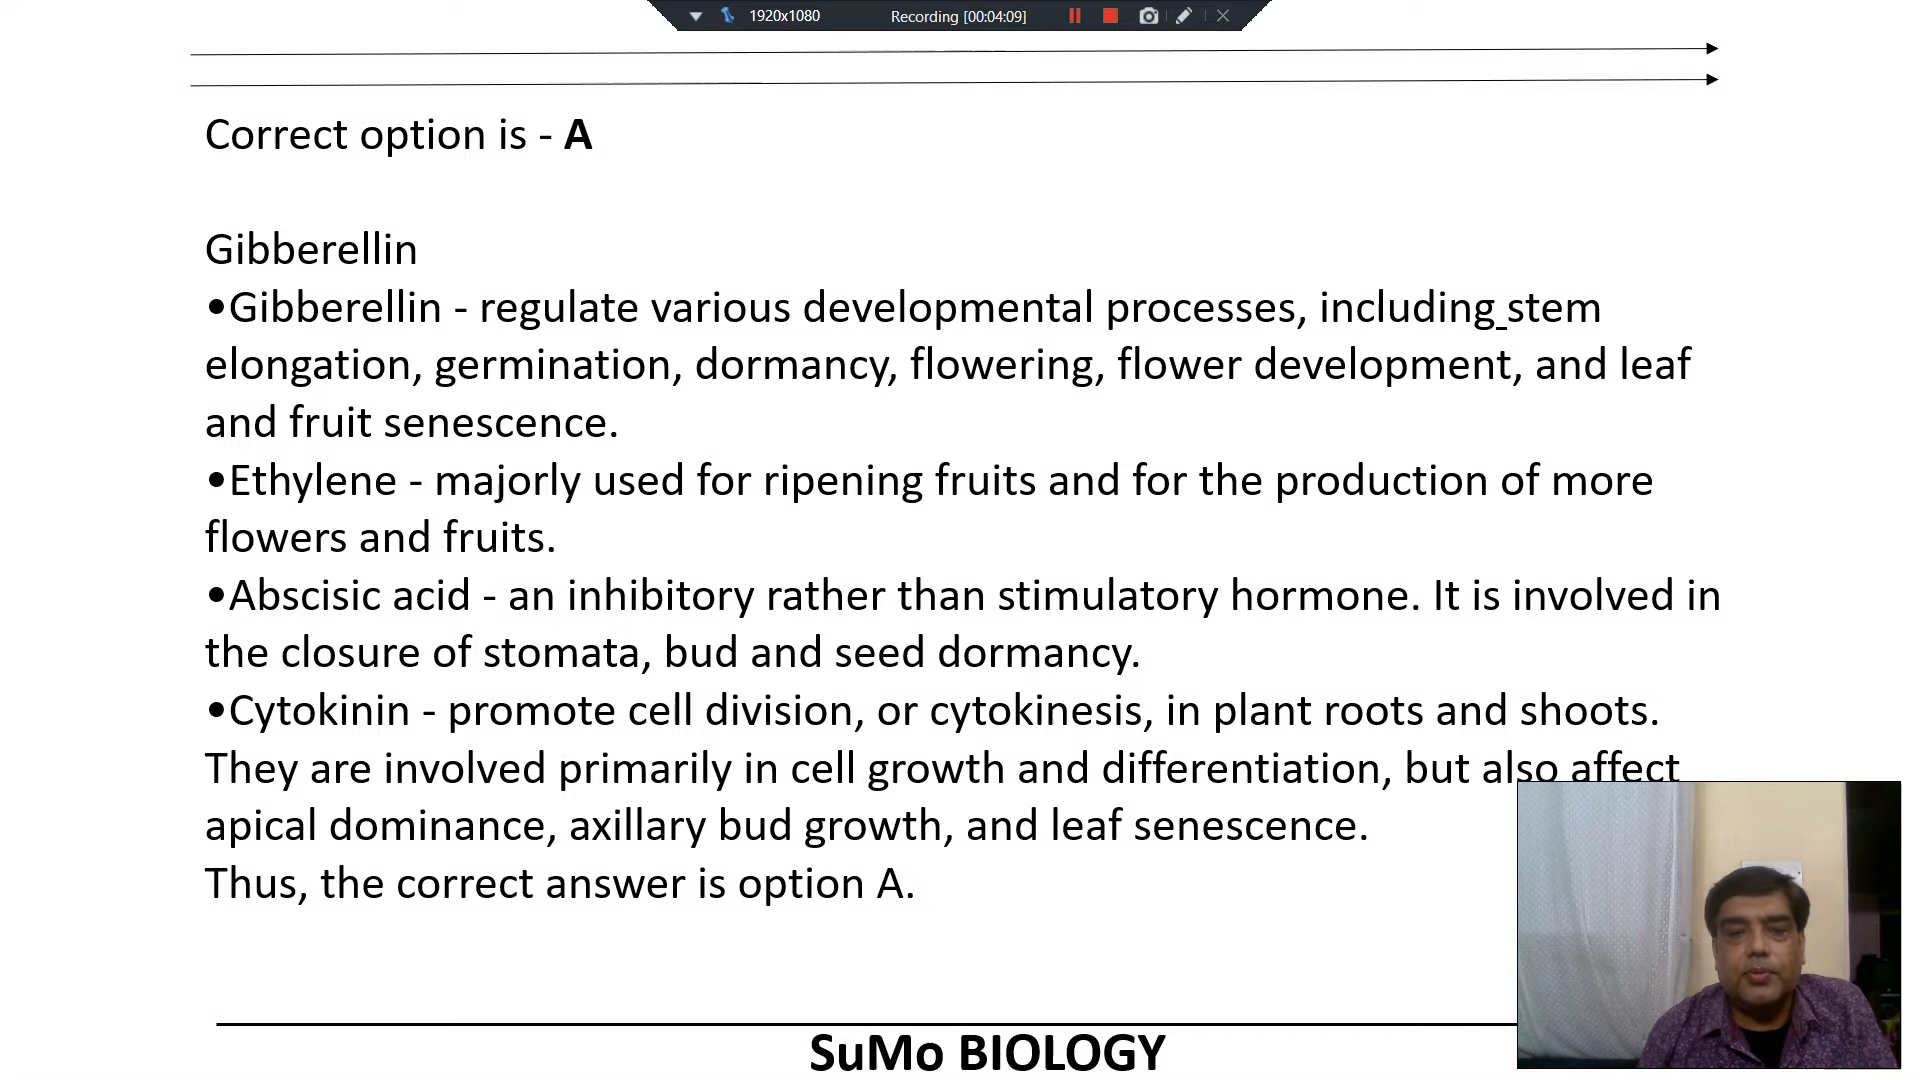 1920x1080 Recording [00:04:09]
Correct option is - A
Gibberellin
•Gibberellin - regulate various developmental processes, including stem
elongation, germination, dormancy, flowering, flower development, and leaf
and fruit senescence.
•Ethylene - majorly used for ripening fruits and for the production of more
flowers and fruits.
•Abscisic acid - an inhibitory rather than stimulatory hormone. It is involved in
the closure of stomata, bud and seed dormancy.
•Cytokinin - promote cell division, or cytokinesis, in plant roots and shoots.
They are involved primarily in cell growth and differentiation, but also affect
apical dominance, axillary bud growth, and leaf senescence.
Thus, the correct answer is option A.
SuMo BIOLOGY